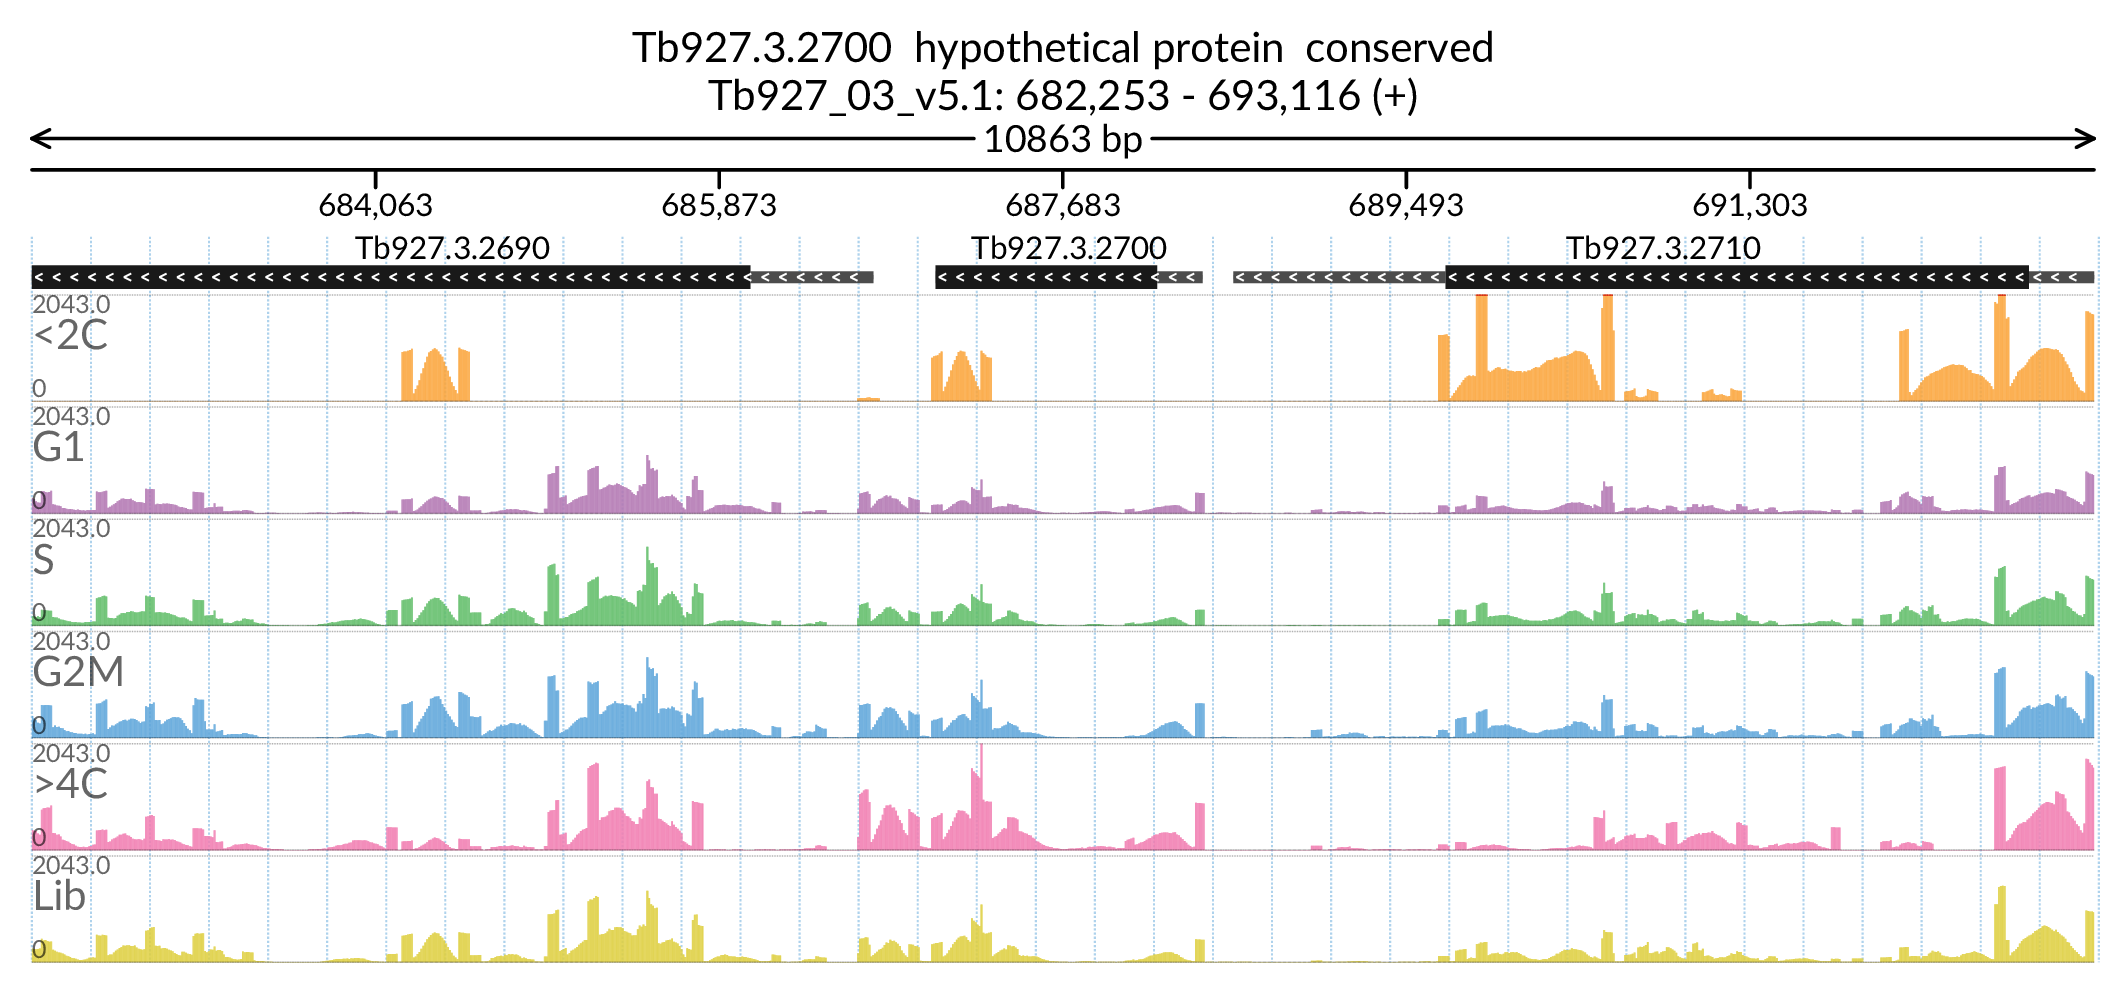 Tb927.3.2700  hypothetical protein  conserved
Tb927_03_v5.1: 682,253 - 693,116 (+)
10863 bp
684,063 685,873 687,683 689,493 691,303
Tb927.3.2690 Tb927.3.2700 Tb927.3.2710
2043.0
<2C
0
2043.0
G1
0
2043.0
S
0
2043.0
G2M
0
2043.0
>4C
0
2043.0
Lib
0